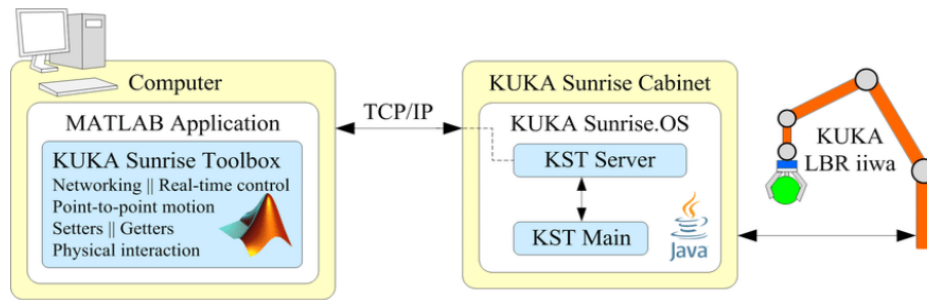 Computer
MATLAB Application
KUKA Sunrise Toolbox
Networking || Real-time control
Point-to-point motion
Setters || Getters
Physical interaction
TCP/IP
KUKA Sunrise Cabinet
KUKA Sunrise.OS
KST Server
KST Main
Java
KUKA
LBR iiwa